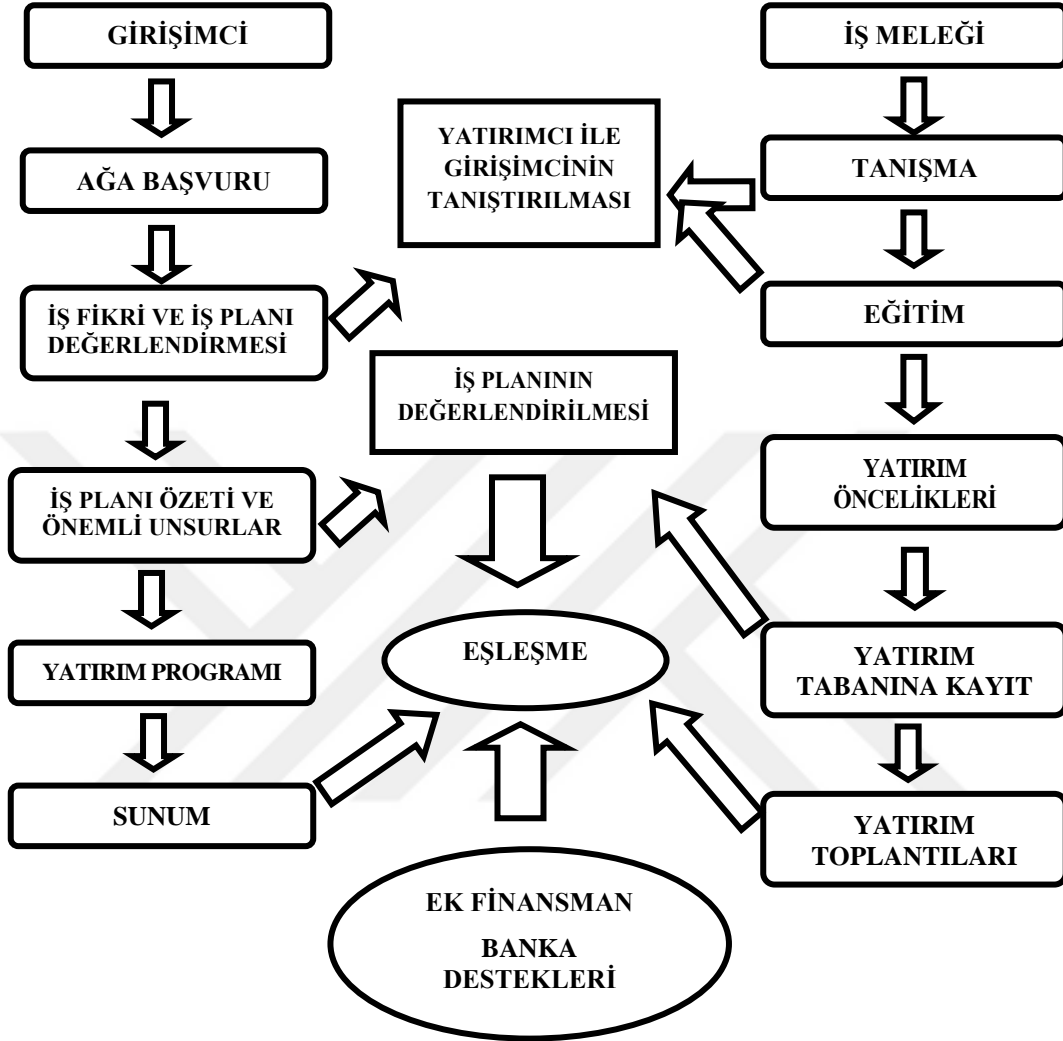 GİRİŞİMCİ
AĞA BAŞVURU
İŞ FİKRİ VE İŞ PLANI
DEĞERLENDİRMESİ
İŞ PLANI ÖZETİ VE
ÖNEMLİ UNSURLAR
YATIRIM PROGRAMI
SUNUM
YATIRIMCI İLE
GİRİŞİMCİNİN
TANIŞTIRILMASI
İŞ PLANININ
DEĞERLENDİRİLMESİ
EŞLEŞME
EK FİNANSMAN
BANKA
DESTEKLERİ
İŞ MELEĞİ
TANIŞMA
EĞİTİM
YATIRIM
ÖNCELİKLERİ
YATIRIM
TABANINA KAYIT
YATIRIM
TOPLANTILARI